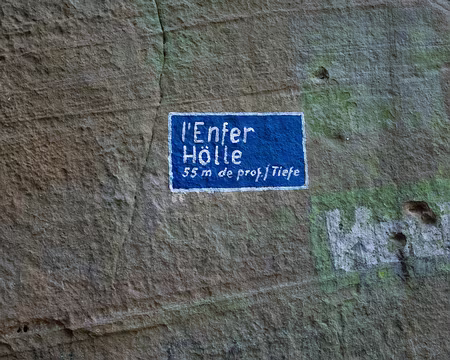 l'Enfer
Hölle
55 m de prof./Tiefe